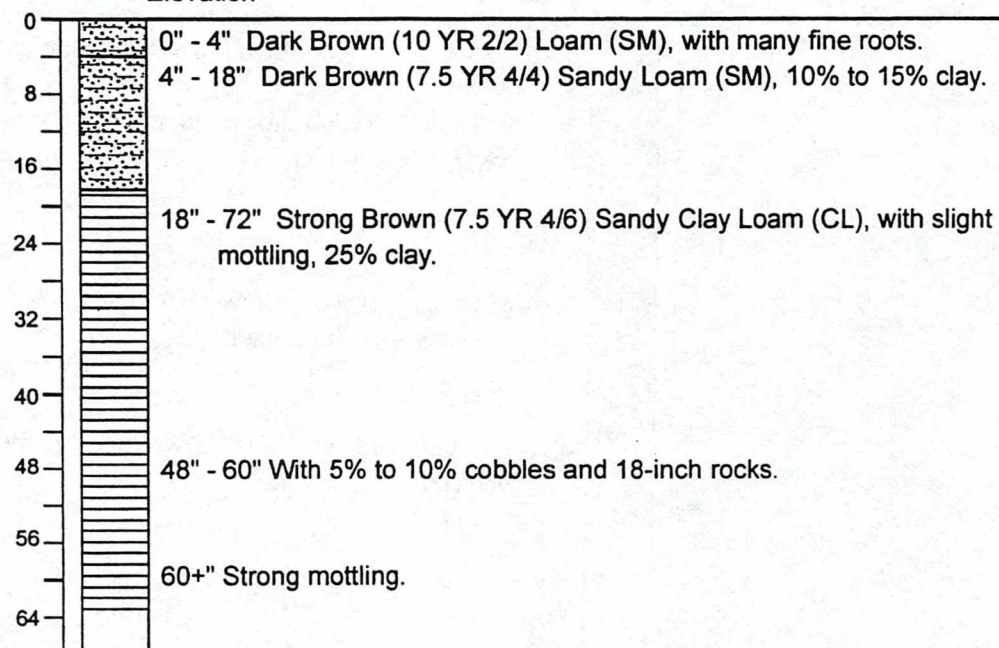 Elevation
0
0" - 4" Dark Brown (10 YR 2/2) Loam (SM), with many fine roots.
4" - 18" Dark Brown (7.5 YR 4/4) Sandy Loam (SM), 10% to 15% clay.
8
16
18" - 72" Strong Brown (7.5 YR 4/6) Sandy Clay Loam (CL), with slight
24
mottling, 25% clay.
32
40
48
48" - 60" With 5% to 10% cobbles and 18-inch rocks.
56
60+" Strong mottling.
64